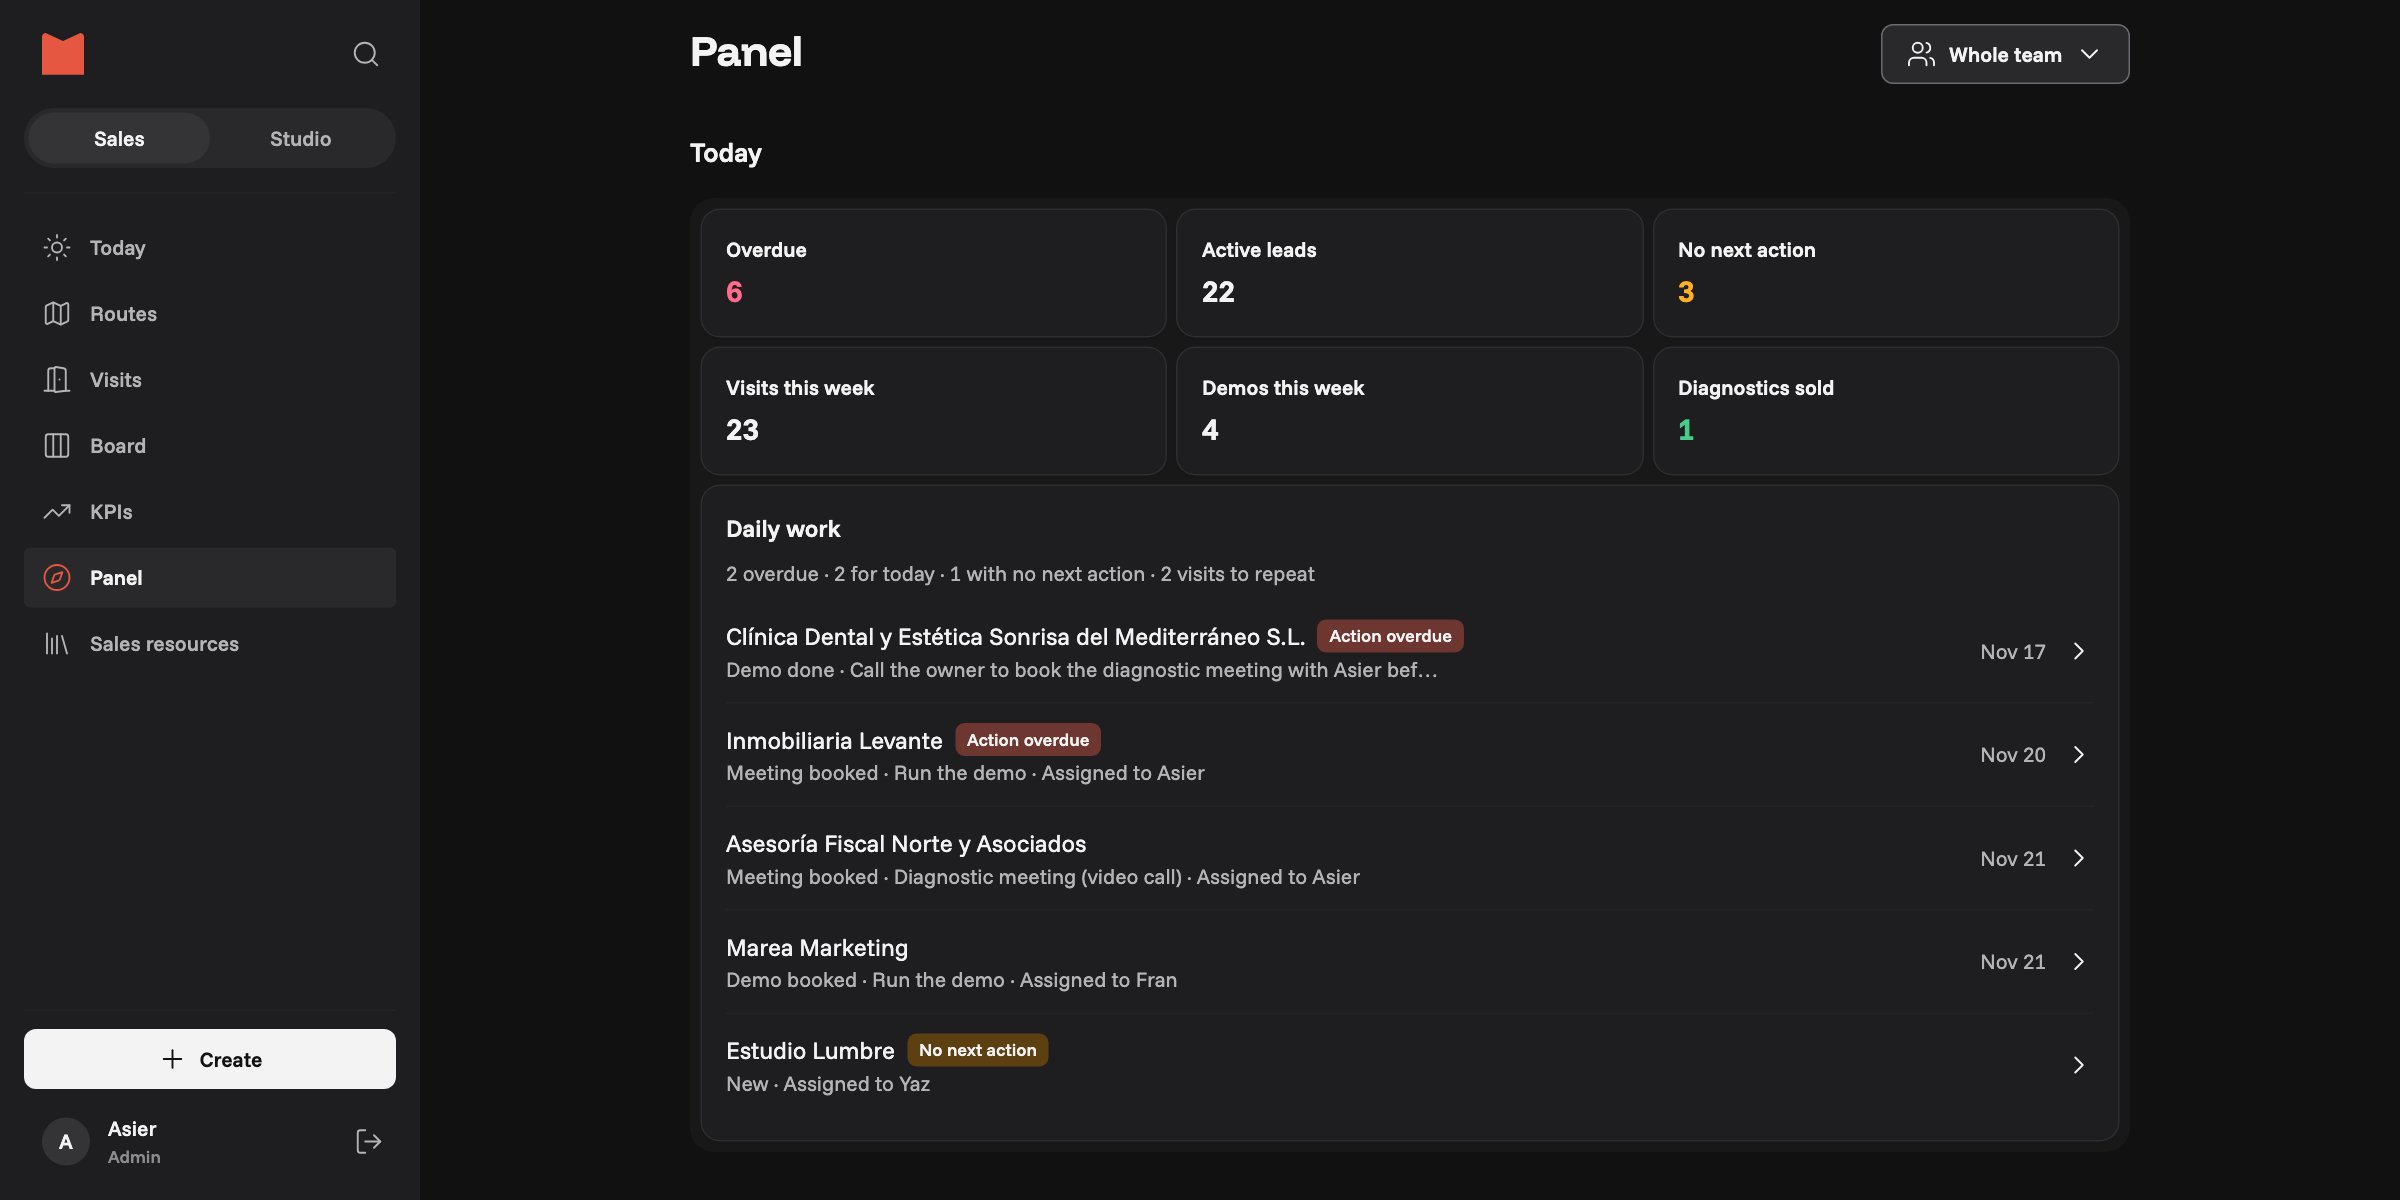 Sales
Studio
Today
Routes
Visits
Board
KPIs
Panel
Sales resources
Create
A
Asier
Admin
Panel
Whole team
Today
Overdue
6
Active leads
22
No next action
3
Visits this week
23
Demos this week
4
Diagnostics sold
1
Daily work
2 overdue · 2 for today · 1 with no next action · 2 visits to repeat
Clínica Dental y Estética Sonrisa del Mediterráneo S.L. Action overdue
Demo done · Call the owner to book the diagnostic meeting with Asier bef…
Nov 17
Inmobiliaria Levante Action overdue
Meeting booked · Run the demo · Assigned to Asier
Nov 20
Asesoría Fiscal Norte y Asociados
Meeting booked · Diagnostic meeting (video call) · Assigned to Asier
Nov 21
Marea Marketing
Demo booked · Run the demo · Assigned to Fran
Nov 21
Estudio Lumbre No next action
New · Assigned to Yaz